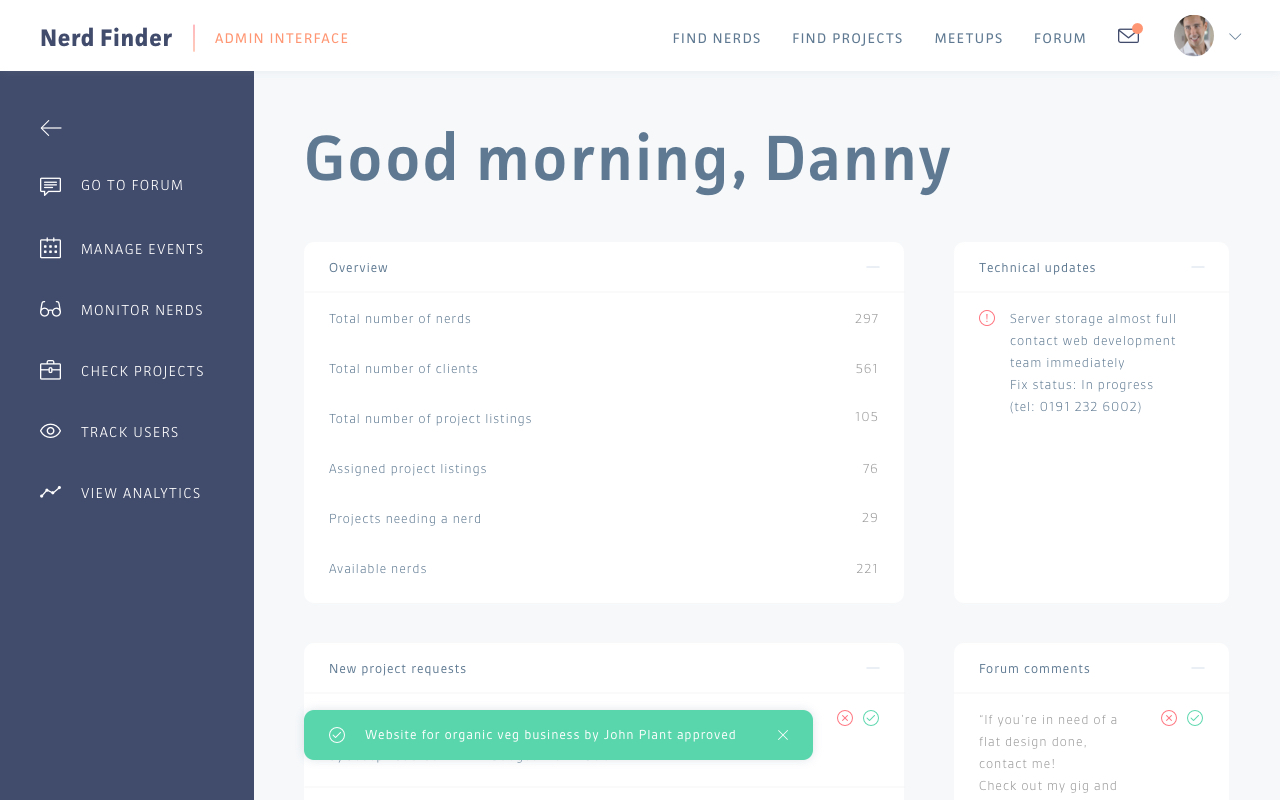 Nerd Finder
ADMIN INTERFACE
FIND NERDS
FIND PROJECTS
MEETUPS
FORUM
GO TO FORUM
MANAGE EVENTS
MONITOR NERDS
CHECK PROJECTS
TRACK USERS
VIEW ANALYTICS
Good morning, Danny
Overview
Total number of nerds 297
Total number of clients 561
Total number of project listings 105
Assigned project listings 76
Projects needing a nerd 29
Available nerds 221
Technical updates
Server storage almost full
contact web development
team immediately
Fix status: In progress
(tel: 0191 232 6002)
New project requests
Website for organic veg business by John Plant approved
Forum comments
"If you're in need of a
flat design done,
contact me!
Check out my gig and